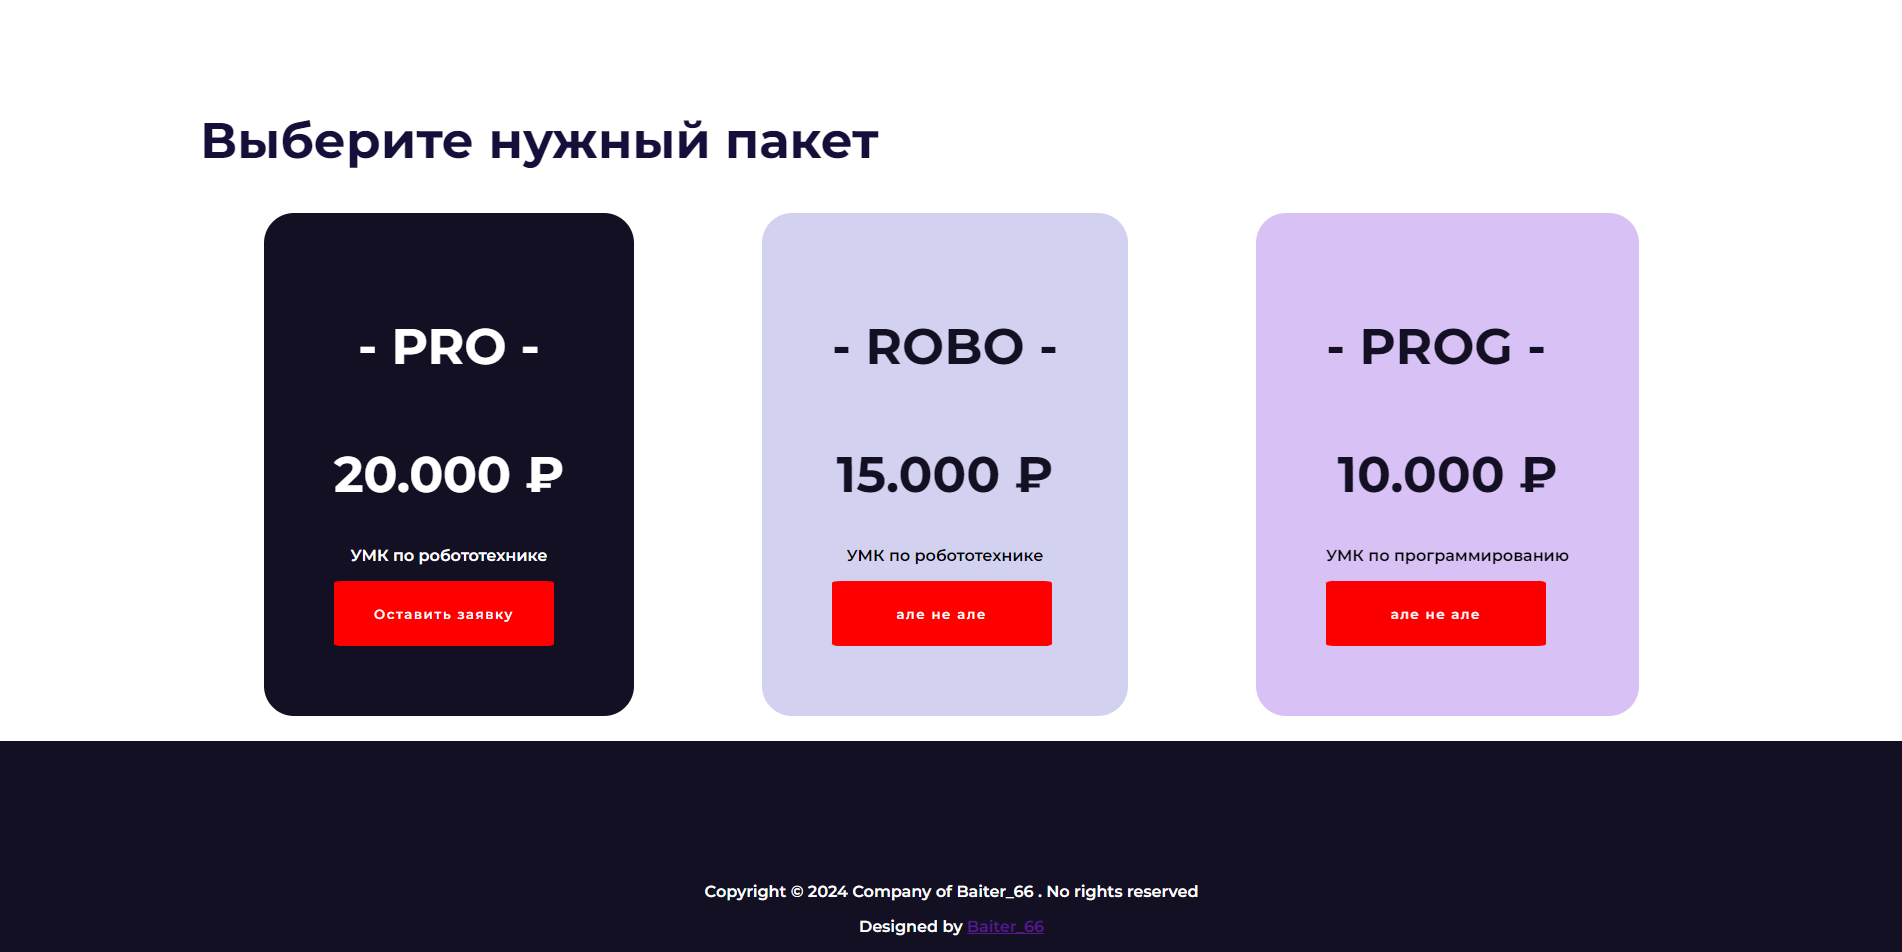 Выберите нужный пакет
- PRO -
20.000 ₽
УМК по робототехнике
Оставить заявку
- ROBO -
15.000 ₽
УМК по робототехнике
але не але
- PROG -
10.000 ₽
УМК по программированию
але не але
Copyright © 2024 Company of Baiter_66 . No rights reserved
Designed by Baiter_66